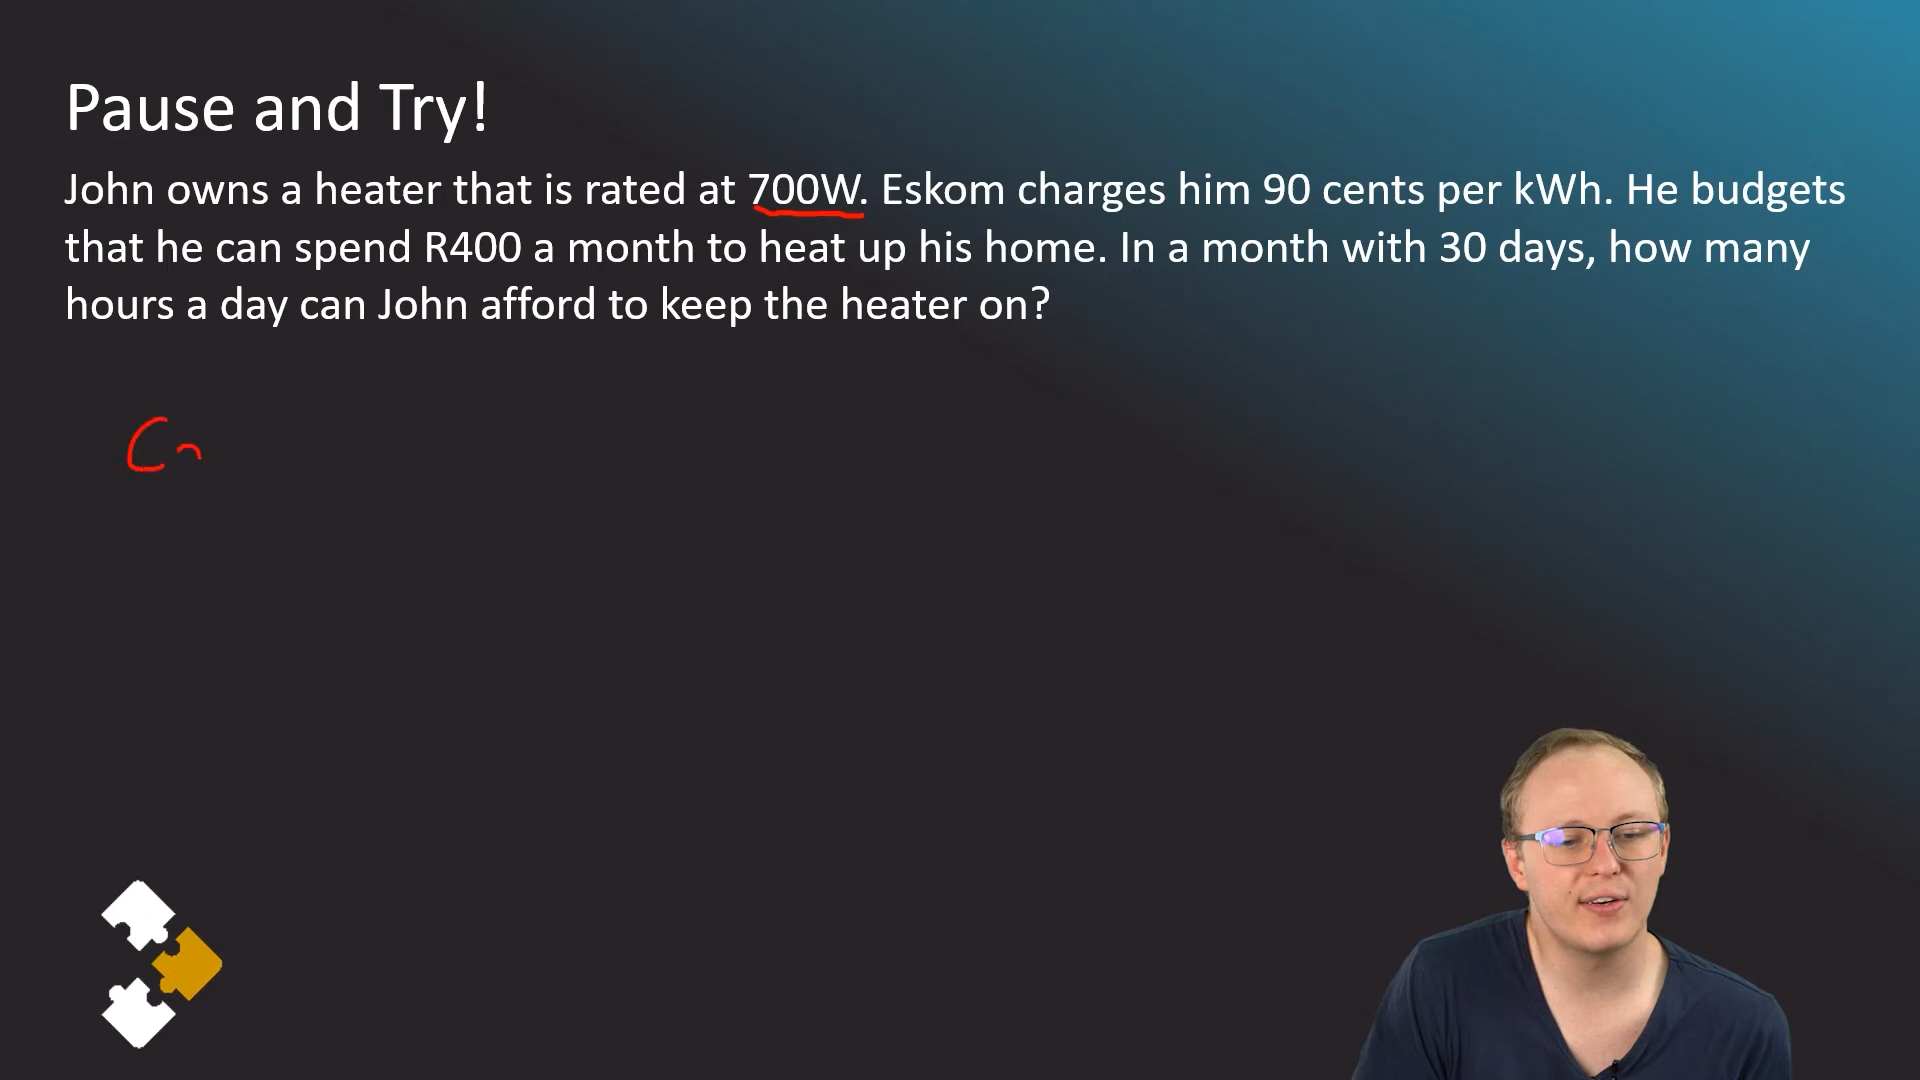 Pause and Try!
John owns a heater that is rated at 700W. Eskom charges him 90 cents per kWh. He budgets
that he can spend R400 a month to heat up his home. In a month with 30 days, how many
hours a day can John afford to keep the heater on?